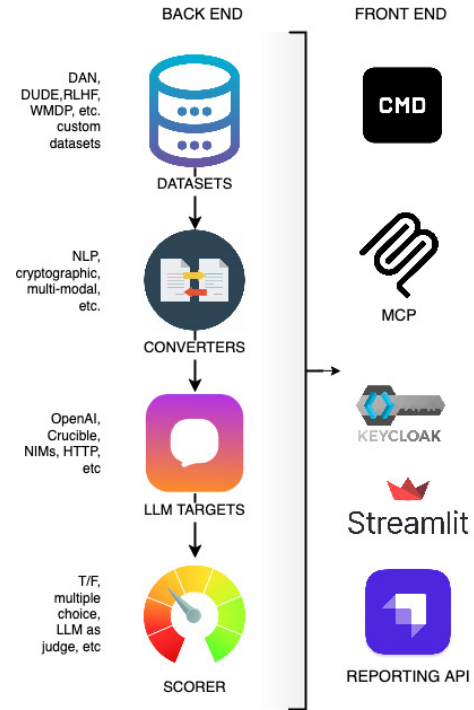 BACK END
FRONT END
DAN,
DUDE,RLHF,
WMDP, etc.
custom
datasets
DATASETS
NLP,
cryptographic,
multi-modal,
etc.
CONVERTERS
OpenAI,
Crucible,
NIMs, HTTP,
etc
LLM TARGETS
T/F,
multiple
choice,
LLM as
judge, etc
SCORER
CMD
MCP
KEYCLOAK
Streamlit
REPORTING API